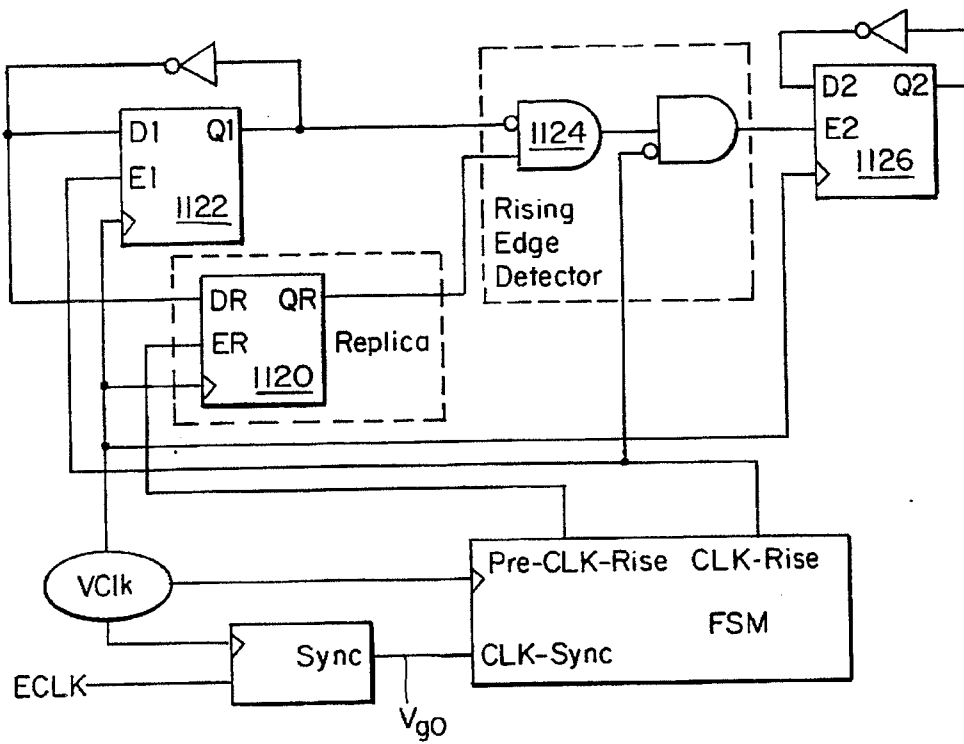 D1 Q1
E1
1122
1124
D2 Q2
E2
1126
Rising
Edge
Detector
DR QR
ER
1120
Replica
VClk
Pre-CLK-Rise CLK-Rise
FSM
CLK-Sync
Sync
ECLK
Vg0